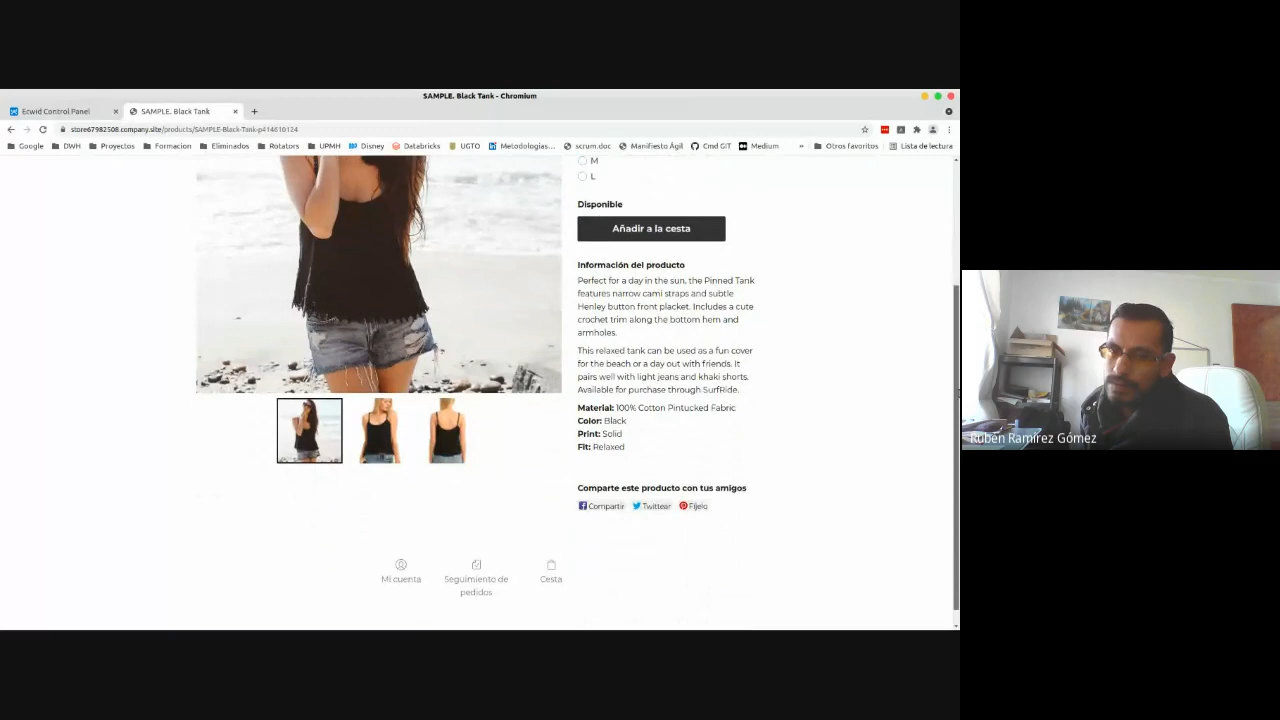 SAMPLE. Black Tank - Chromium
Ecwid Control Panel
SAMPLE. Black Tank
store67982508.company.site/products/SAMPLE-Black-Tank-p414610124
Google DWH Proyectos Formacion Eliminados Rotators UPMH Disney Databricks UGTO Metodologías... scrum.doc Manifiesto Ágil Cmd GIT Medium » Otros favoritos Lista de lectura
M
L
Disponible
Añadir a la cesta
Información del producto
Perfect for a day in the sun, the Pinned Tank
features narrow cami straps and subtle
Henley button front placket. Includes a cute
crochet trim along the bottom hem and
armholes.
This relaxed tank can be used as a fun cover
for the beach or a day out with friends. It
pairs well with light jeans and khaki shorts.
Available for purchase through SurfRide.
Material: 100% Cotton Pintucked Fabric
Color: Black
Print: Solid
Fit: Relaxed
Comparte este producto con tus amigos
Compartir Twittear Fíjelo
Mi cuenta
Seguimiento de
pedidos
Cesta
Rubén Ramírez Gómez